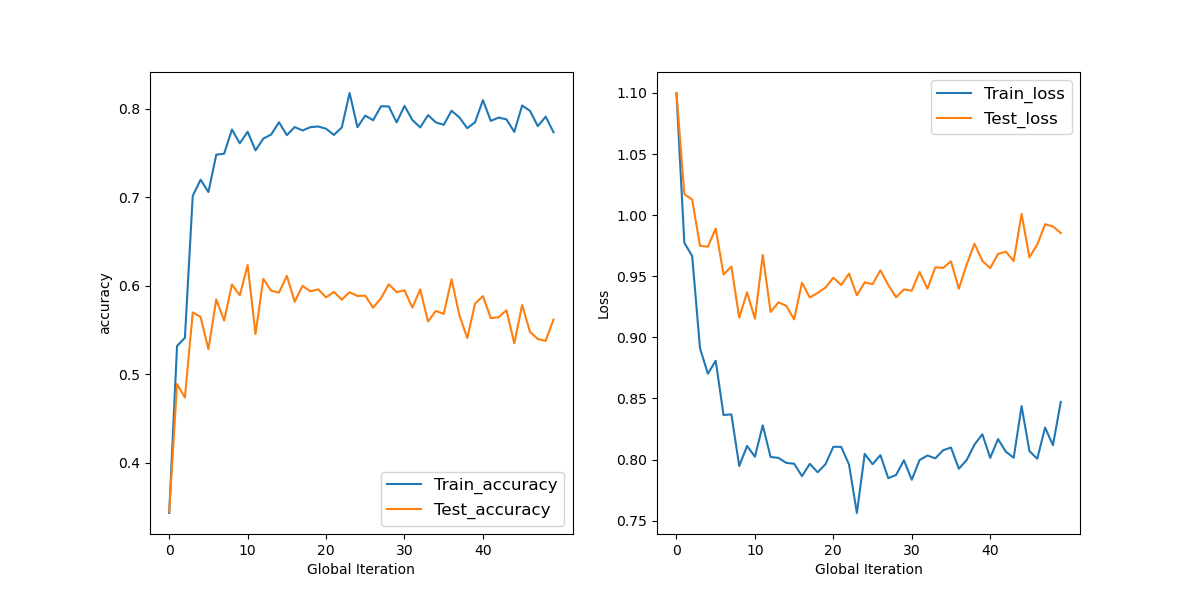 0.8
0.7
0.6
0.5
0.4
accuracy
0 10 20 30 40
Global Iteration
Train_accuracy
Test_accuracy
1.10
1.05
1.00
0.95
0.90
0.85
0.80
0.75
Loss
0 10 20 30 40
Global Iteration
Train_loss
Test_loss